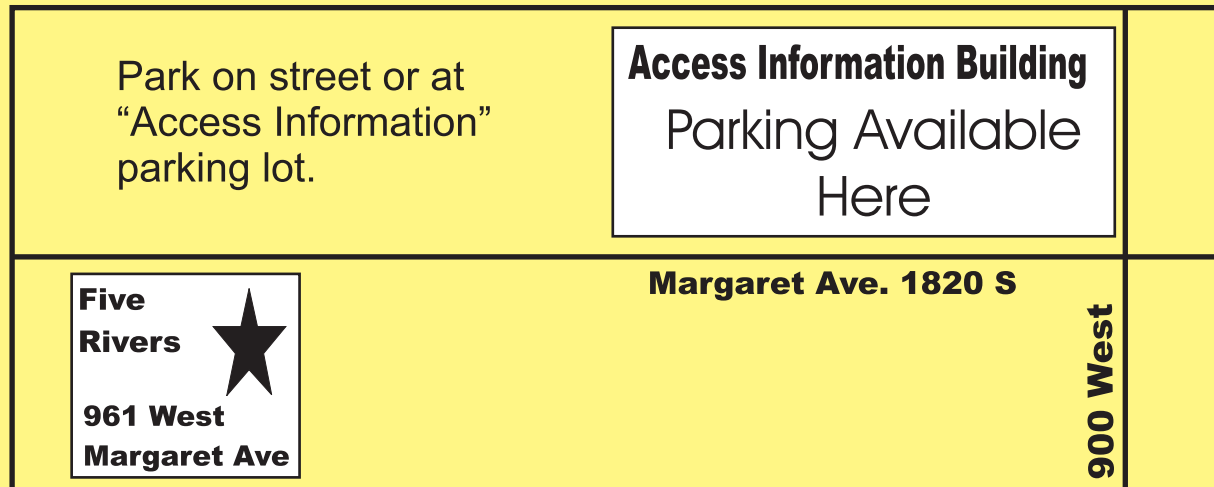 Park on street or at
“Access Information”
parking lot.
Access Information Building
Parking Available
Here
Margaret Ave. 1820 S
900 West
Five
Rivers
961 West
Margaret Ave